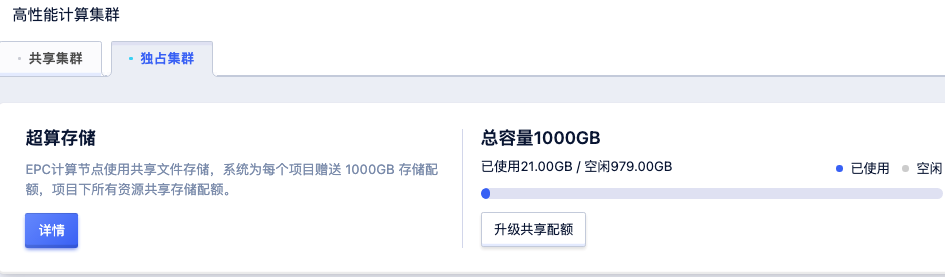 高性能计算集群
共享集群
独占集群
超算存储
EPC计算节点使用共享文件存储，系统为每个项目赠送 1000GB 存储配
额，项目下所有资源共享存储配额。
详情
总容量1000GB
已使用21.00GB / 空闲979.00GB
已使用
空闲
升级共享配额